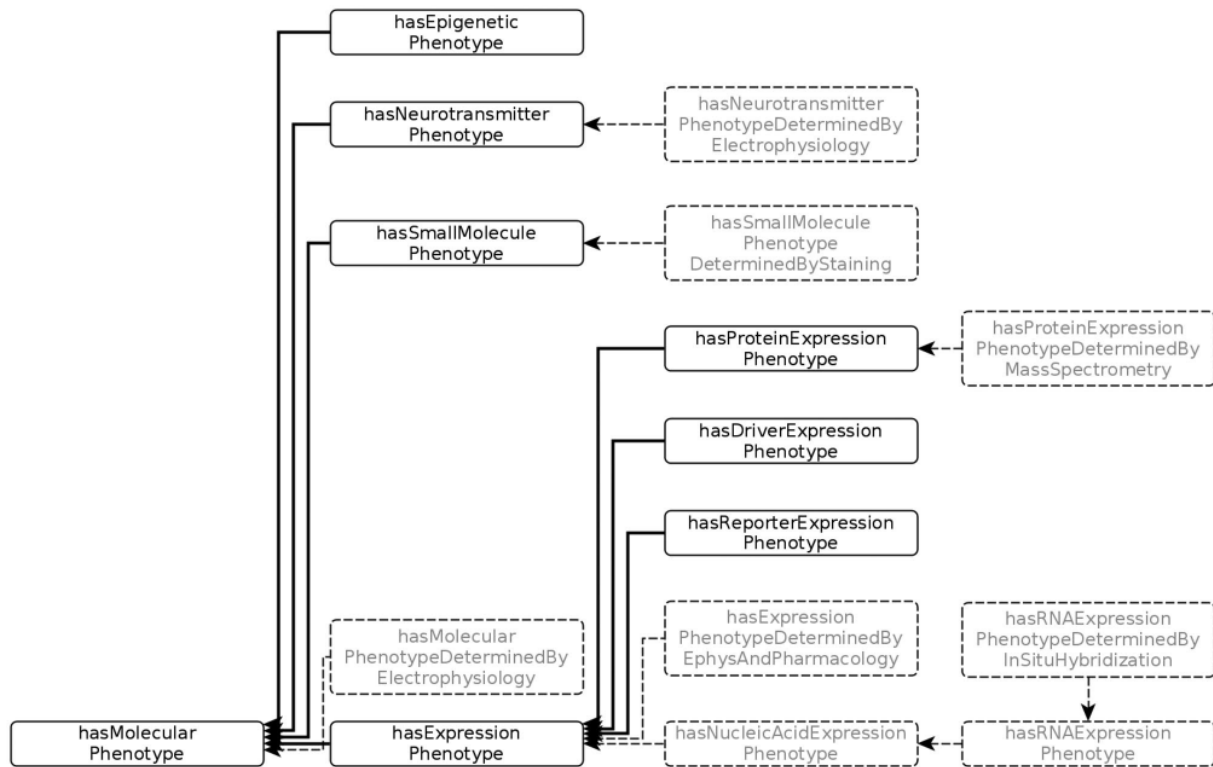 hasEpigenetic
Phenotype
hasNeurotransmitter
Phenotype
hasNeurotransmitter
PhenotypeDeterminedBy
Electrophysiology
hasSmallMolecule
Phenotype
hasSmallMolecule
Phenotype
DeterminedByStaining
hasProteinExpression
Phenotype
hasProteinExpression
PhenotypeDeterminedBy
MassSpectrometry
hasDriverExpression
Phenotype
hasReporterExpression
Phenotype
hasMolecular
PhenotypeDeterminedBy
Electrophysiology
hasExpression
PhenotypeDeterminedBy
EphysAndPharmacology
hasRNAExpression
PhenotypeDeterminedBy
InSituHybridization
hasMolecular
Phenotype
hasExpression
Phenotype
hasNucleicAcidExpression
Phenotype
hasRNAExpression
Phenotype